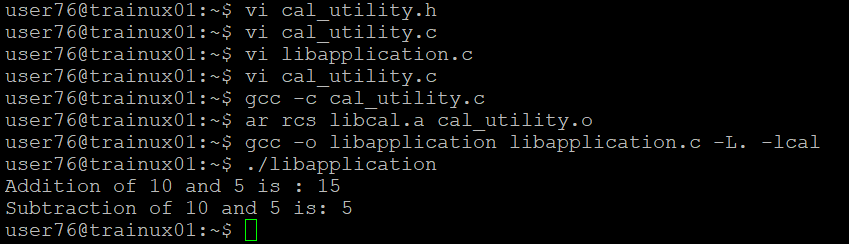 user76@trainux01:~$ vi cal_utility.h
user76@trainux01:~$ vi cal_utility.c
user76@trainux01:~$ vi libapplication.c
user76@trainux01:~$ vi cal_utility.c
user76@trainux01:~$ gcc -c cal_utility.c
user76@trainux01:~$ ar rcs libcal.a cal_utility.o
user76@trainux01:~$ gcc -o libapplication libapplication.c -L. -lcal
user76@trainux01:~$ ./libapplication
Addition of 10 and 5 is : 15
Subtraction of 10 and 5 is: 5
user76@trainux01:~$